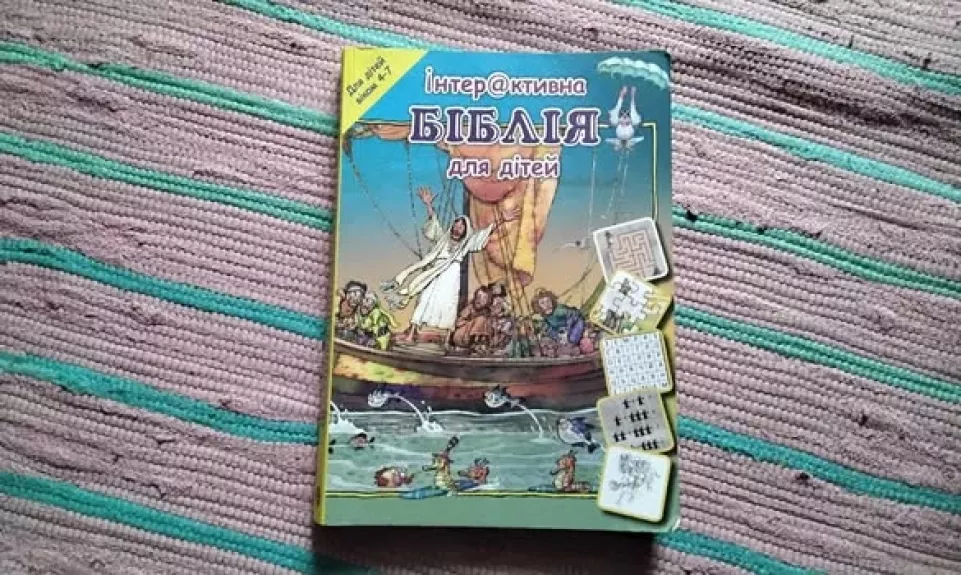 Для дітей
віком 4-7
інтер@ктивна
БІБЛІЯ
для дітей